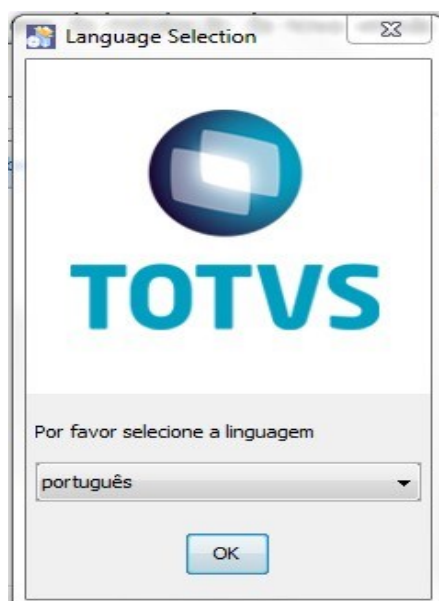 Language Selection
TOTVS
Por favor selecione a linguagem
português
OK